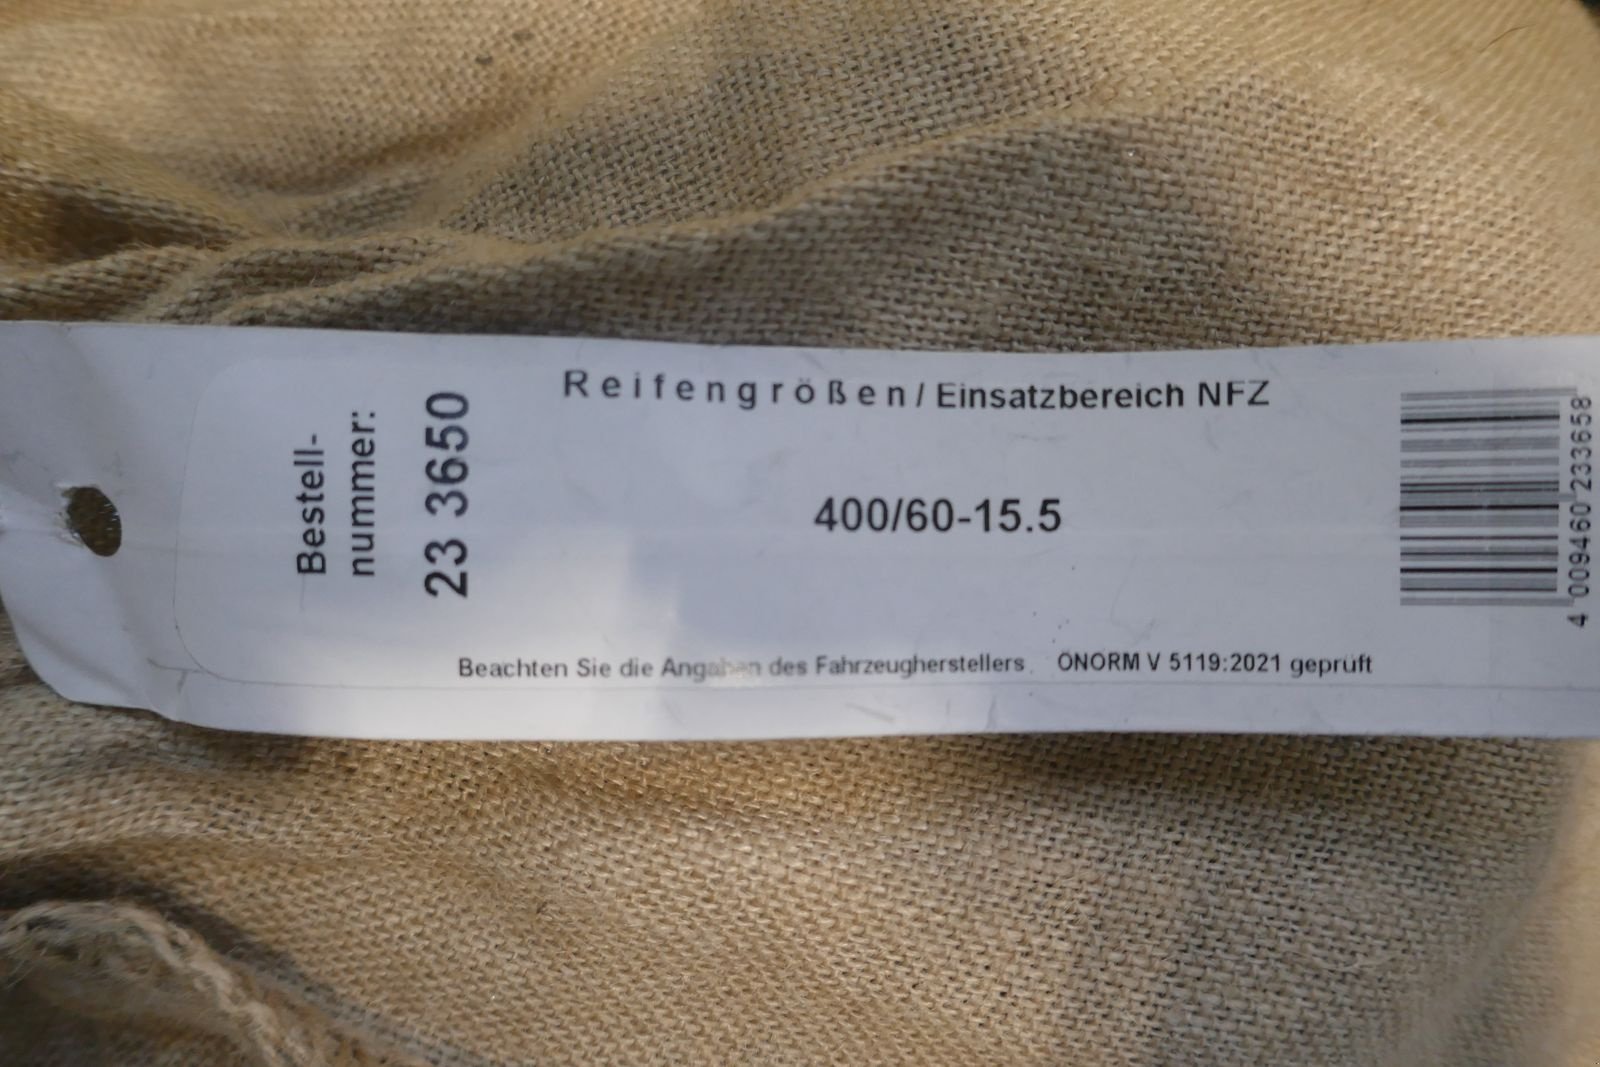 Bestell-
nummer:
23 3650
Reifengrößen/ Einsatzbereich NFZ
400/60-15.5
Beachten Sie die Angaben des Fahrzeugherstellers. ÖNORM V 5119:2021 geprüft
4 009460 233658